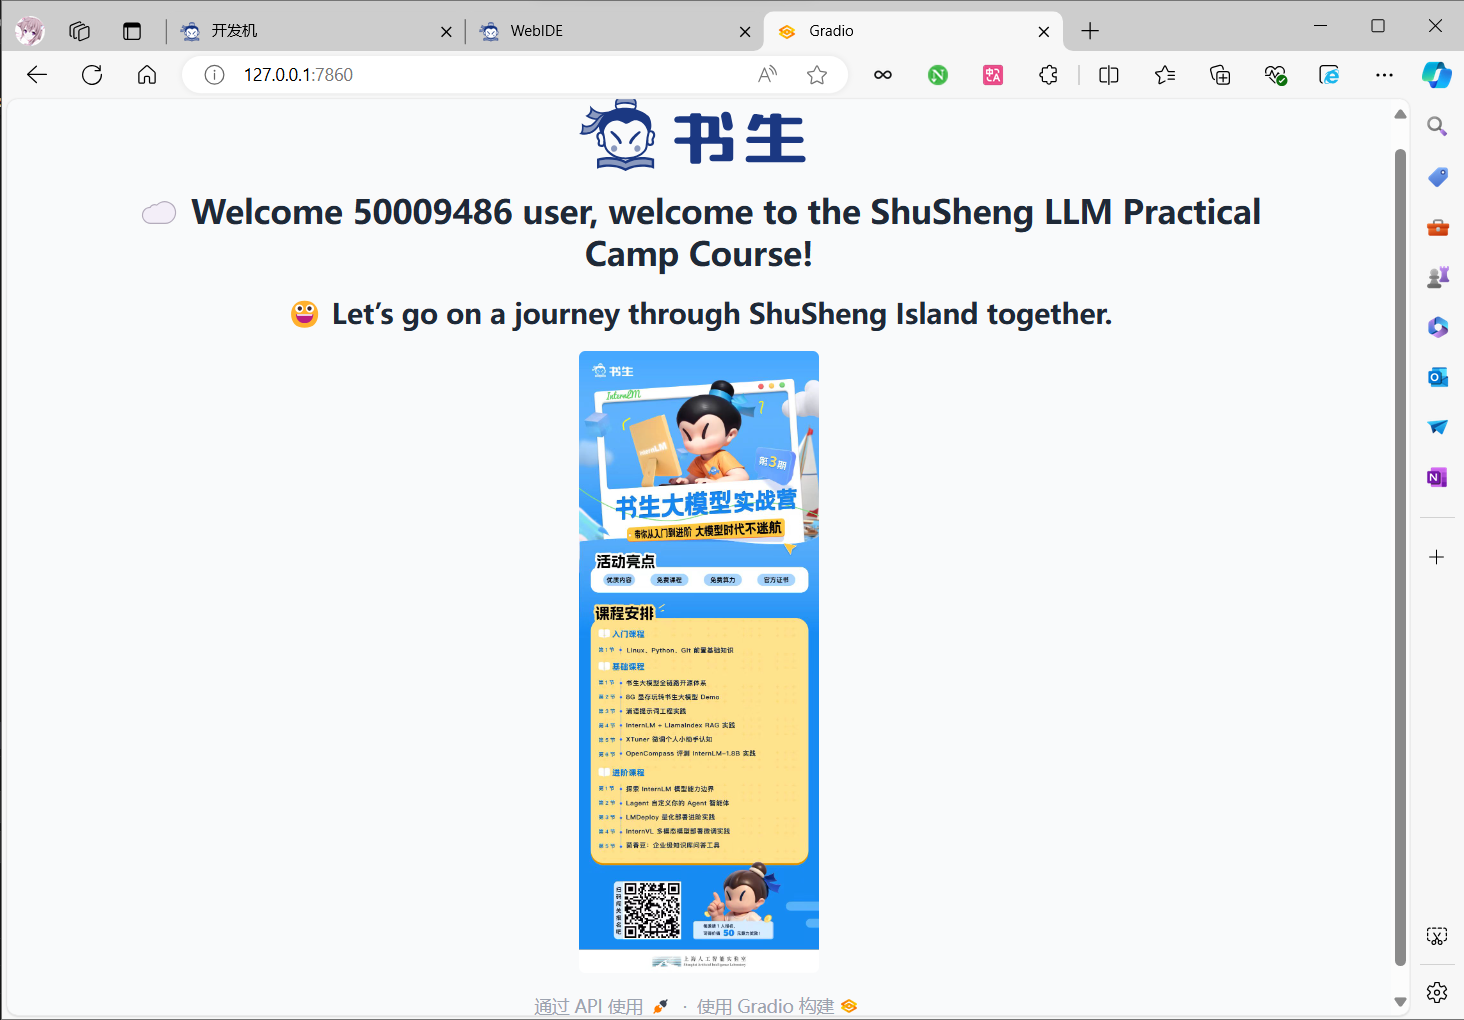 开发机
WebIDE
Gradio
127.0.0.1:7860
书生
Welcome 50009486 user, welcome to the ShuSheng LLM Practical
Camp Course!
Let’s go on a journey through ShuSheng Island together.
书生
InternLM
第3期
书生大模型实战营
带你从入门到进阶 大模型时代不迷航
活动亮点
优质内容 免费课程 免费算力 官方证书
课程安排
入门课程
第1节 Linux、Python、Git 前置基础知识
基础课程
第1节 书生大模型全链路开源体系
第2节 8G 显存玩转书生大模型 Demo
第3节 浦语提示词工程实践
第4节 InternLM + LlamaIndex RAG 实践
第5节 XTuner 微调个人小助手认知
第6节 OpenCompass 评测 InternLM-1.8B 实践
进阶课程
第1节 探索 InternLM 模型能力边界
第2节 Lagent 自定义你的 Agent 智能体
第3节 LMDeploy 量化部署进阶实践
第4节 InternVL 多模态模型部署微调实践
第5节 茴香豆：企业级知识库问答工具
上海人工智能实验室
Shanghai Artificial Intelligence Laboratory
通过 API 使用 · 使用 Gradio 构建